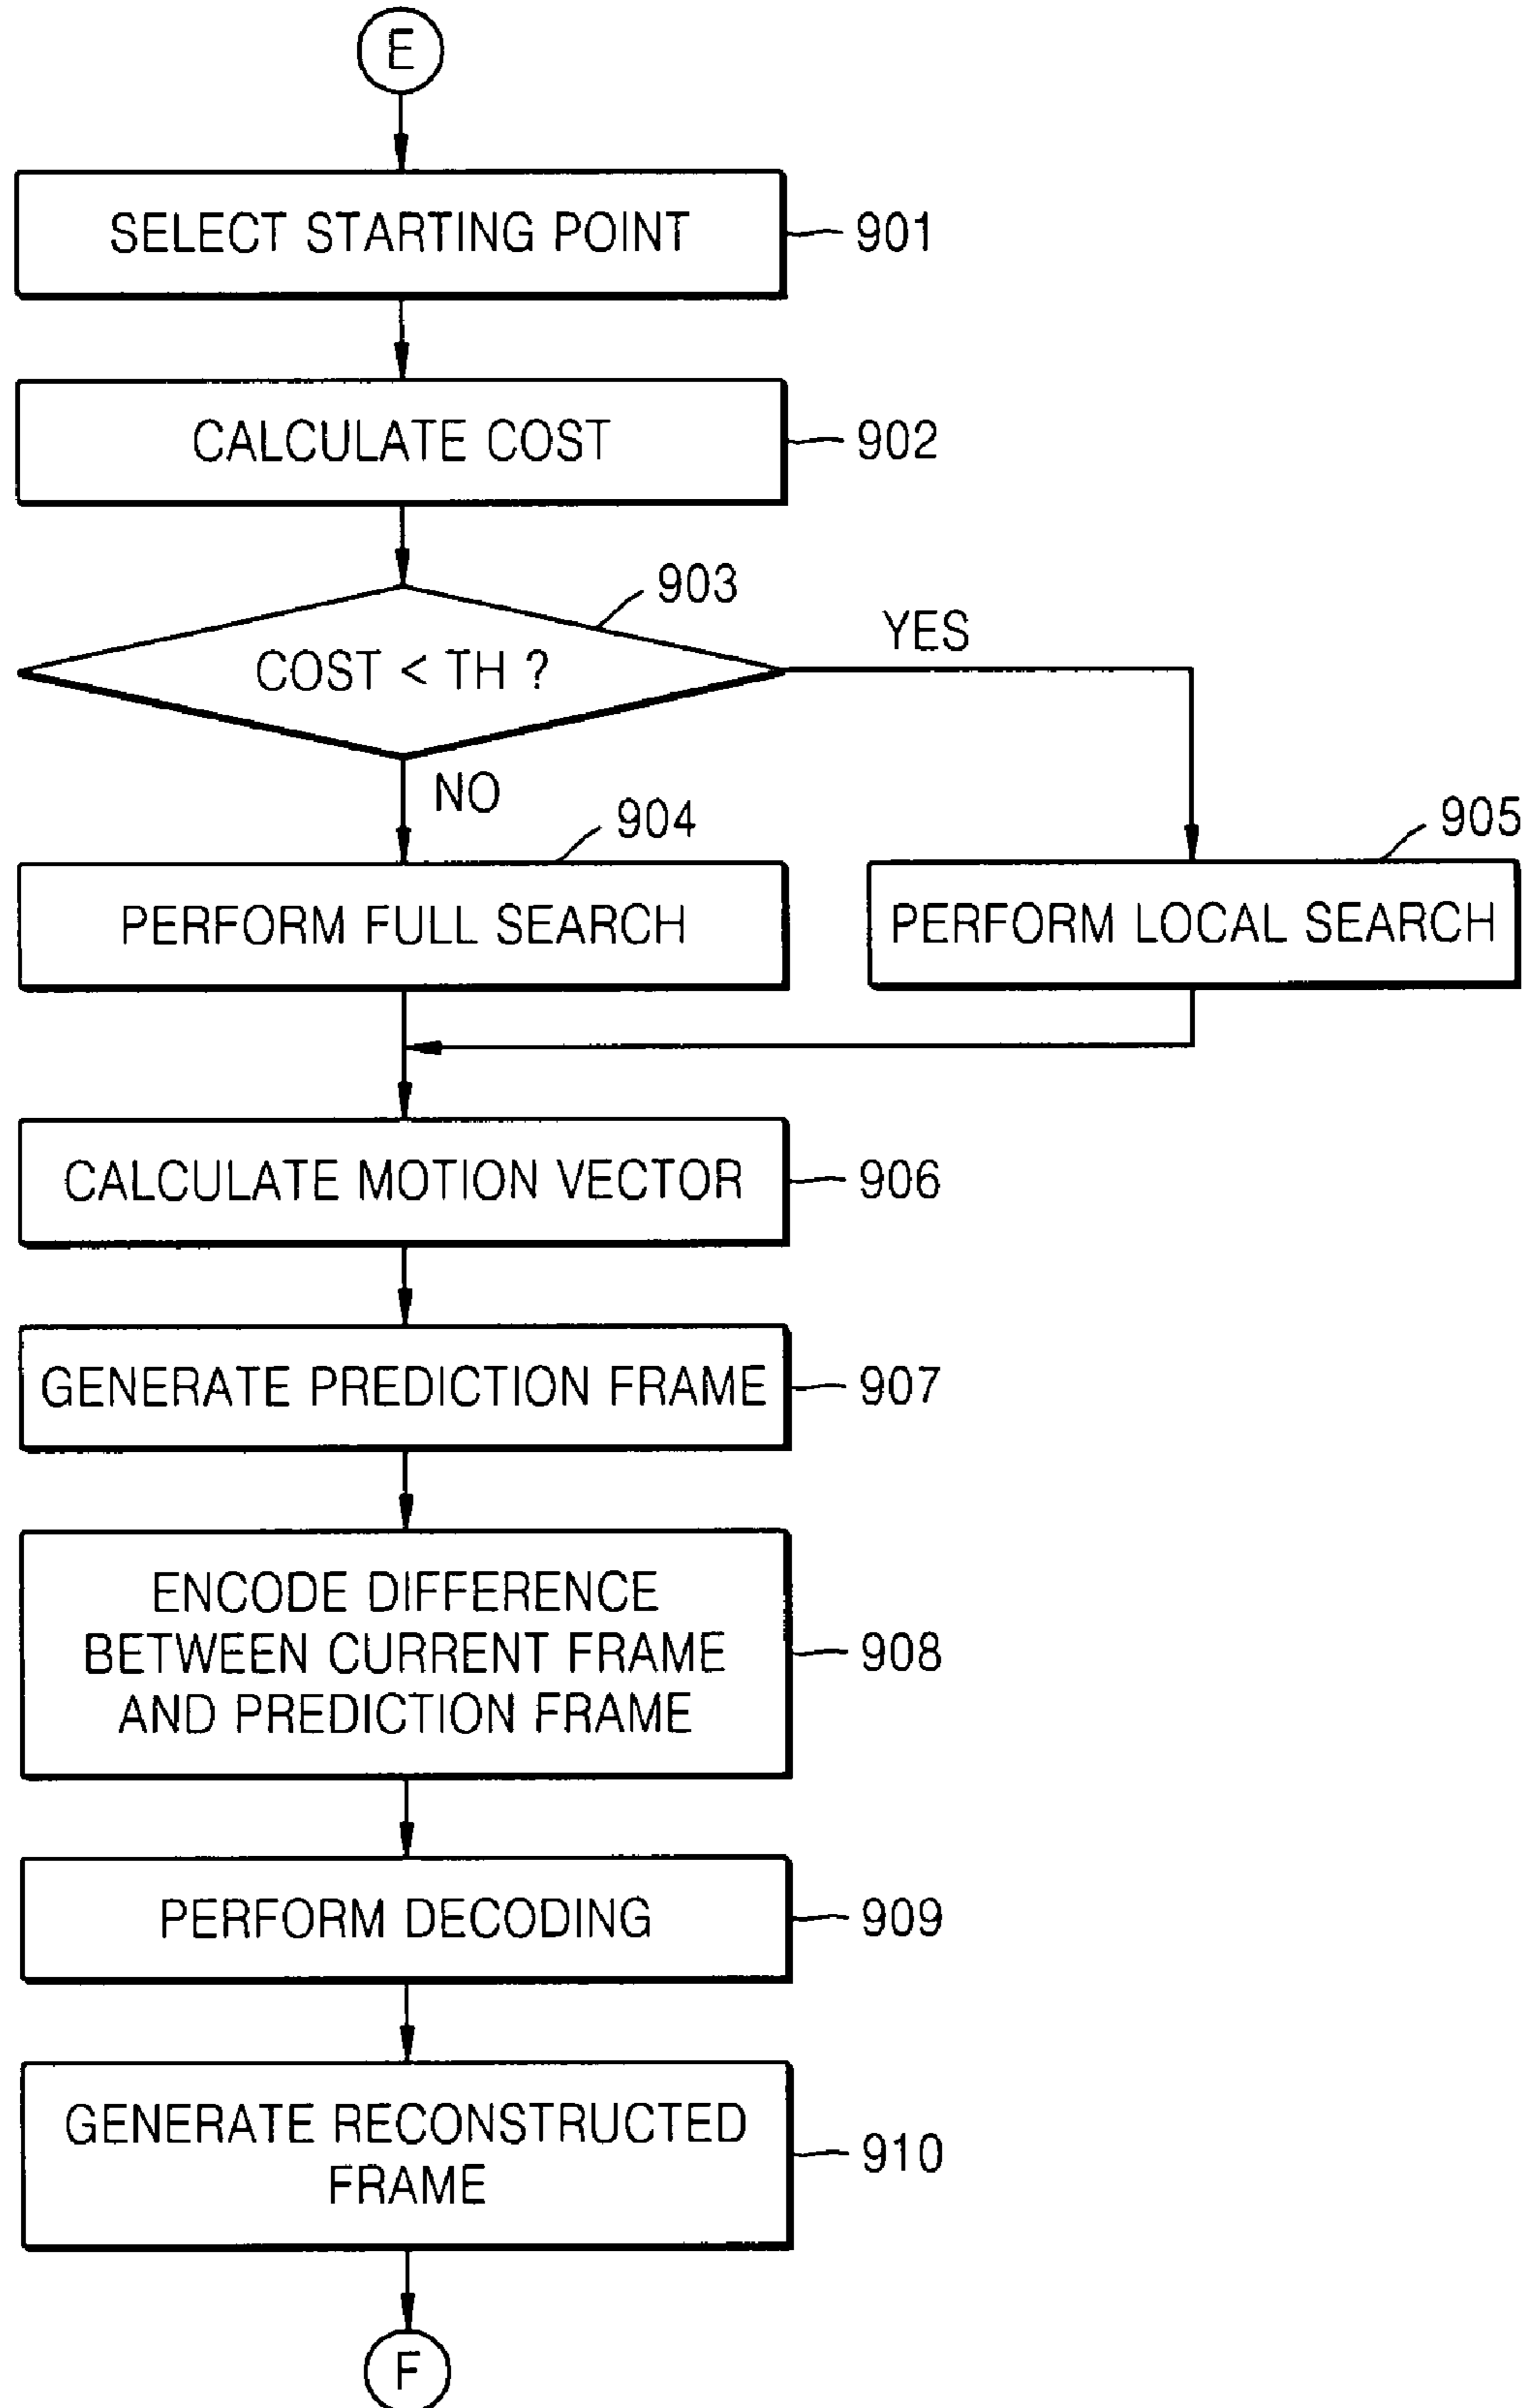 E
SELECT STARTING POINT
901
CALCULATE COST
902
903
COST < TH ?
YES
NO
904
905
PERFORM FULL SEARCH
PERFORM LOCAL SEARCH
CALCULATE MOTION VECTOR
906
GENERATE PREDICTION FRAME
907
ENCODE DIFFERENCE
BETWEEN CURRENT FRAME
AND PREDICTION FRAME
908
PERFORM DECODING
909
GENERATE RECONSTRUCTED
FRAME
910
F